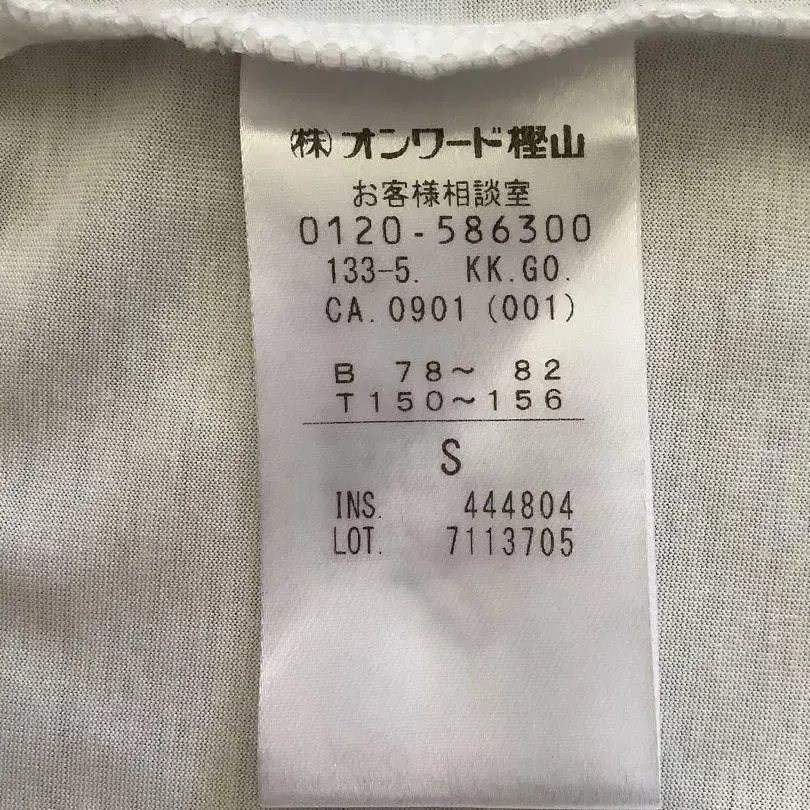 ㈱オンワード樫山
お客様相談室
0120-586300
133-5. KK.GO.
CA.0901(001)
B 78～ 82
T150～156
S
INS. 444804
LOT. 7113705